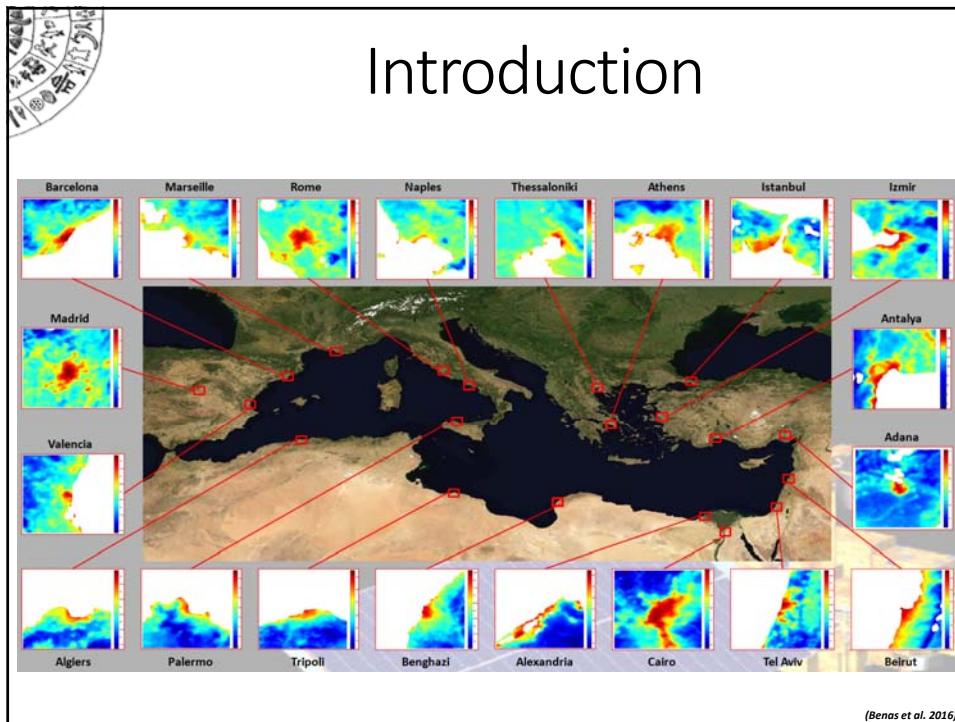 Introduction
Barcelona Marseille Rome Naples Thessaloniki Athens Istanbul Izmir
Madrid Antalya
Valencia Adana
Algiers Palermo Tripoli Benghazi Alexandria Cairo Tel Aviv Beirut
(Benas et al. 2016)